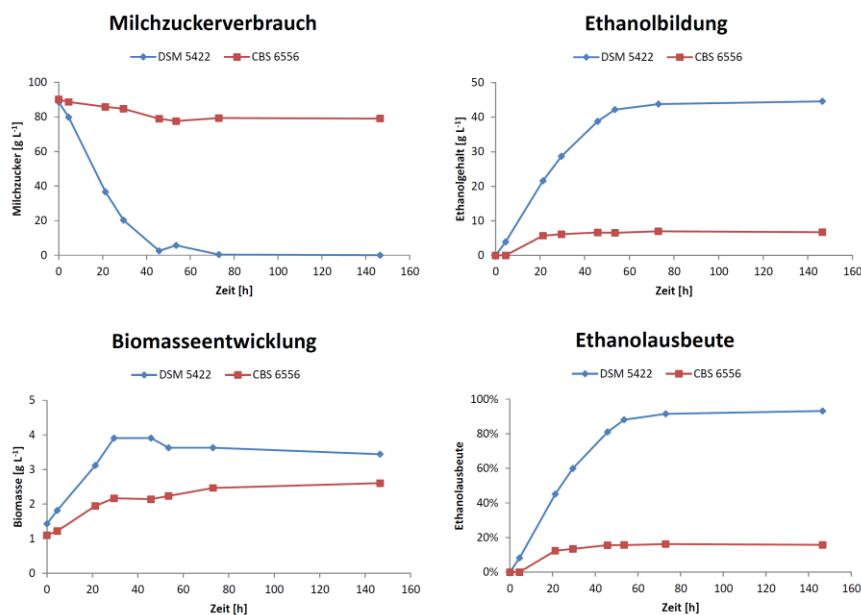 Milchzuckerverbrauch
DSM 5422 CBS 6556
100
80
60
40
20
0
Milchzucker [g L⁻¹]
0 20 40 60 80 100 120 140 160
Zeit [h]
Ethanolbildung
DSM 5422 CBS 6556
50
40
30
20
10
0
Ethanolgehalt [g L⁻¹]
0 20 40 60 80 100 120 140 160
Zeit [h]
Biomasseentwicklung
DSM 5422 CBS 6556
5
4
3
2
1
0
Biomasse [g L⁻¹]
0 20 40 60 80 100 120 140 160
Zeit [h]
Ethanolausbeute
DSM 5422 CBS 6556
100%
80%
60%
40%
20%
0%
Ethanolausbeute
0 20 40 60 80 100 120 140 160
Zeit [h]